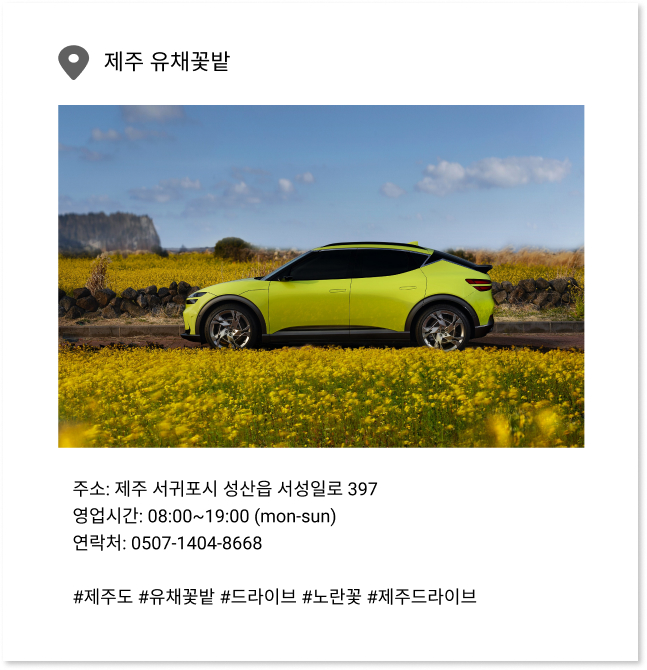 제주 유채꽃밭
주소: 제주 서귀포시 성산읍 서성일로 397
영업시간: 08:00~19:00 (mon-sun)
연락처: 0507-1404-8668
#제주도 #유채꽃밭 #드라이브 #노란꽃 #제주드라이브